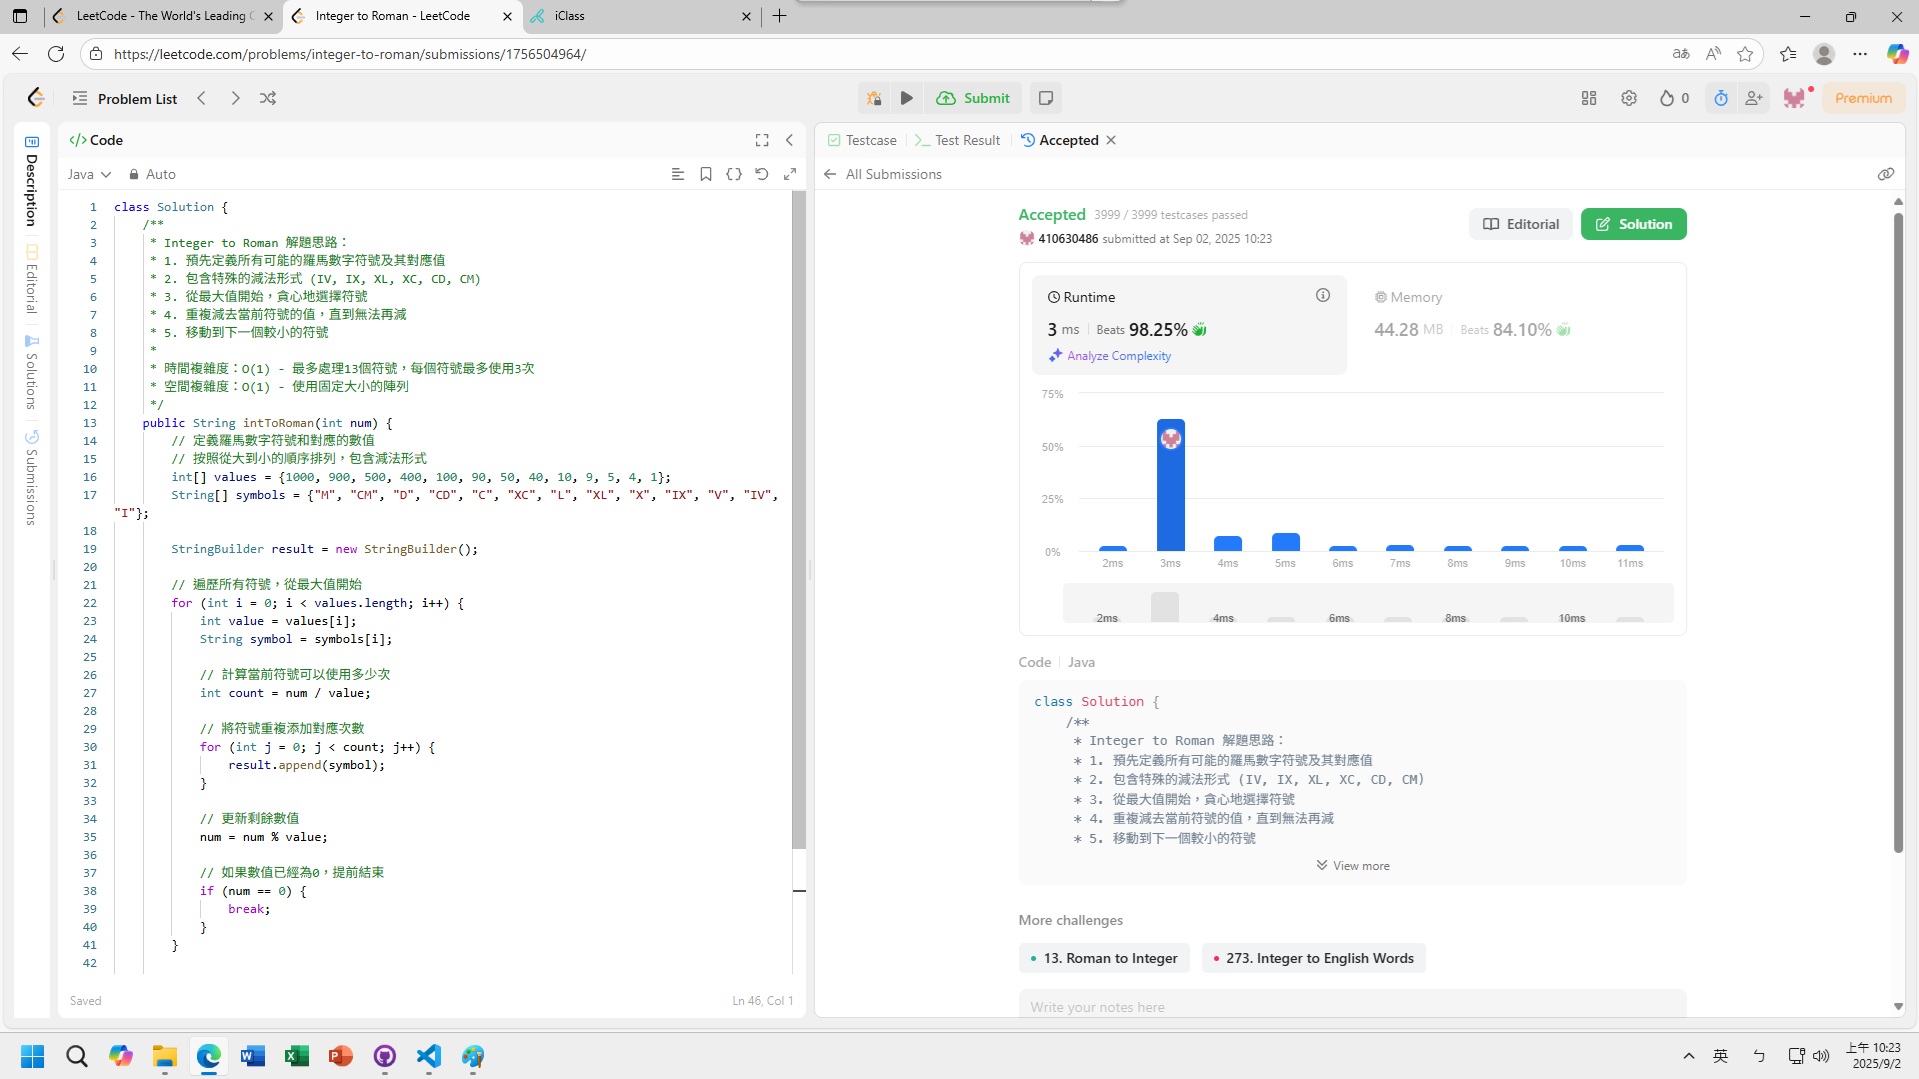 LeetCode - The World's Leading
Integer to Roman - LeetCode
iClass
https://leetcode.com/problems/integer-to-roman/submissions/1756504964/
Problem List
Submit
0
Premium
Description
Editorial
Solutions
Submissions
Code
Java
Auto
1 class Solution {
2 /**
3 * Integer to Roman 解題思路：
4 * 1. 預先定義所有可能的羅馬數字符號及其對應值
5 * 2. 包含特殊的減法形式 (IV, IX, XL, XC, CD, CM)
6 * 3. 從最大值開始，貪心地選擇符號
7 * 4. 重複減去當前符號的值，直到無法再減
8 * 5. 移動到下一個較小的符號
9 *
10 * 時間複雜度：O(1) - 最多處理13個符號，每個符號最多使用3次
11 * 空間複雜度：O(1) - 使用固定大小的陣列
12 */
13 public String intToRoman(int num) {
14 // 定義羅馬數字符號和對應的數值
15 // 按照從大到小的順序排列，包含減法形式
16 int[] values = {1000, 900, 500, 400, 100, 90, 50, 40, 10, 9, 5, 4, 1};
17 String[] symbols = {"M", "CM", "D", "CD", "C", "XC", "L", "XL", "X", "IX", "V", "IV",
"I"};
18
19 StringBuilder result = new StringBuilder();
20
21 // 遍歷所有符號，從最大值開始
22 for (int i = 0; i < values.length; i++) {
23 int value = values[i];
24 String symbol = symbols[i];
25
26 // 計算當前符號可以使用多少次
27 int count = num / value;
28
29 // 將符號重複添加對應次數
30 for (int j = 0; j < count; j++) {
31 result.append(symbol);
32 }
33
34 // 更新剩餘數值
35 num = num % value;
36
37 // 如果數值已經為0，提前結束
38 if (num == 0) {
39 break;
40 }
41 }
42
Saved
Ln 46, Col 1
Testcase
Test Result
Accepted
All Submissions
Accepted 3999 / 3999 testcases passed
410630486 submitted at Sep 02, 2025 10:23
Editorial
Solution
Runtime
3 ms Beats 98.25%
Analyze Complexity
Memory
44.28 MB Beats 84.10%
75%
50%
25%
0%
2ms 3ms 4ms 5ms 6ms 7ms 8ms 9ms 10ms 11ms
2ms 4ms 6ms 8ms 10ms
Code Java
class Solution {
/**
* Integer to Roman 解題思路：
* 1. 預先定義所有可能的羅馬數字符號及其對應值
* 2. 包含特殊的減法形式 (IV, IX, XL, XC, CD, CM)
* 3. 從最大值開始，貪心地選擇符號
* 4. 重複減去當前符號的值，直到無法再減
* 5. 移動到下一個較小的符號
View more
More challenges
13. Roman to Integer
273. Integer to English Words
Write your notes here
英
ㄅ
上午 10:23
2025/9/2